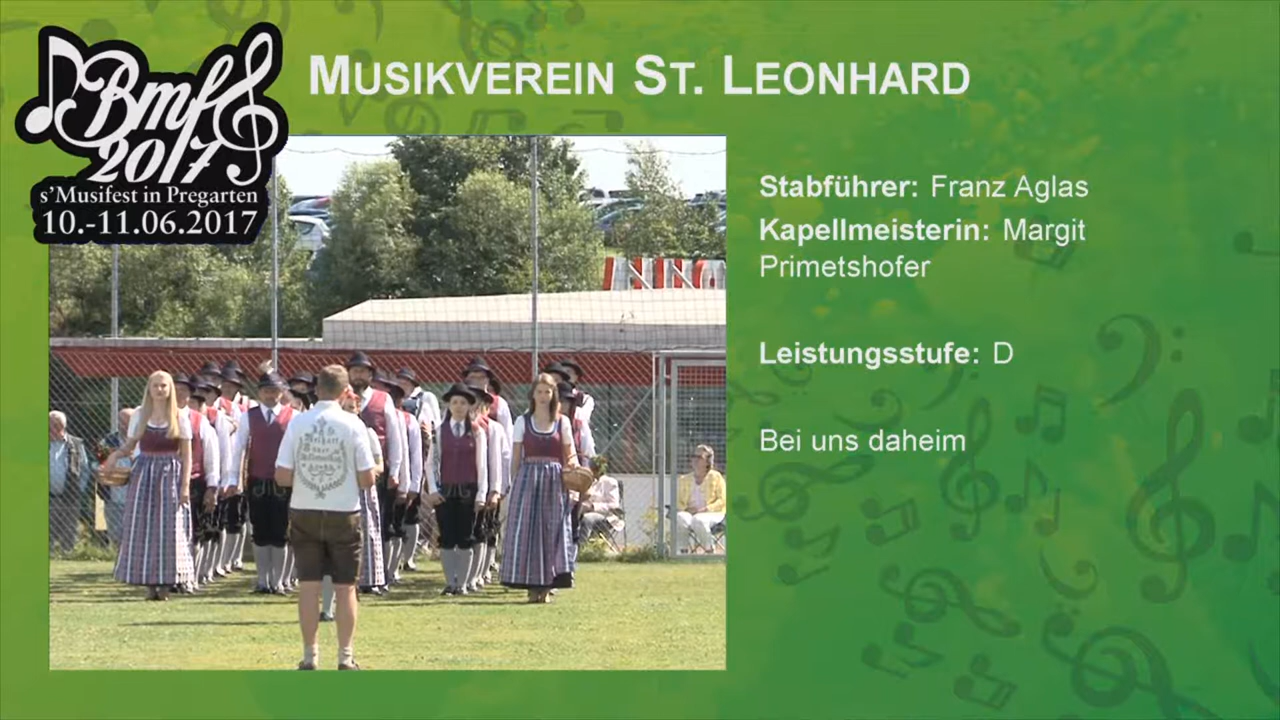 MUSIKVEREIN ST. LEONHARD
Bmf
2017
s'Musifest in Pregarten
10.-11.06.2017
Stabführer: Franz Aglas
Kapellmeisterin: Margit
Primetshofer
Leistungsstufe: D
Bei uns daheim